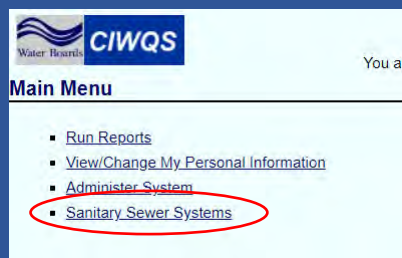 Water Boards
CIWQS
You a
Main Menu
Run Reports
View/Change My Personal Information
Administer System
Sanitary Sewer Systems